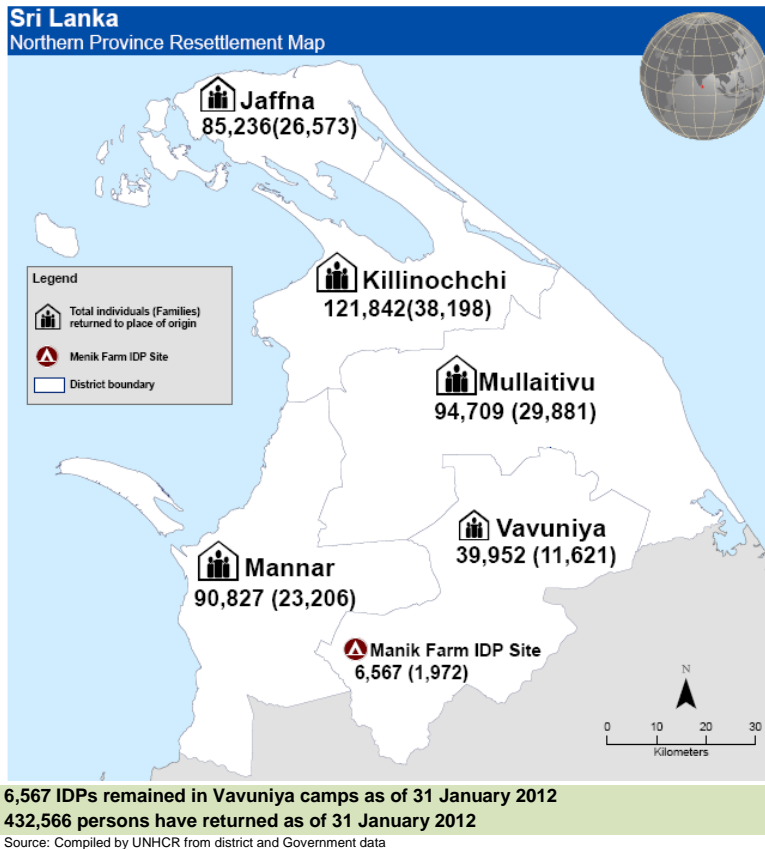 Sri Lanka
Northern Province Resettlement Map
Jaffna
85,236(26,573)
Killinochchi
121,842(38,198)
Legend
Total individuals (Families)
returned to place of origin
Menik Farm IDP Site
District boundary
Mullaitivu
94,709 (29,881)
Vavuniya
39,952 (11,621)
Mannar
90,827 (23,206)
Manik Farm IDP Site
6,567 (1,972)
N
0 10 20 30
Kilometers
6,567 IDPs remained in Vavuniya camps as of 31 January 2012
432,566 persons have returned as of 31 January 2012
Source: Compiled by UNHCR from district and Government data